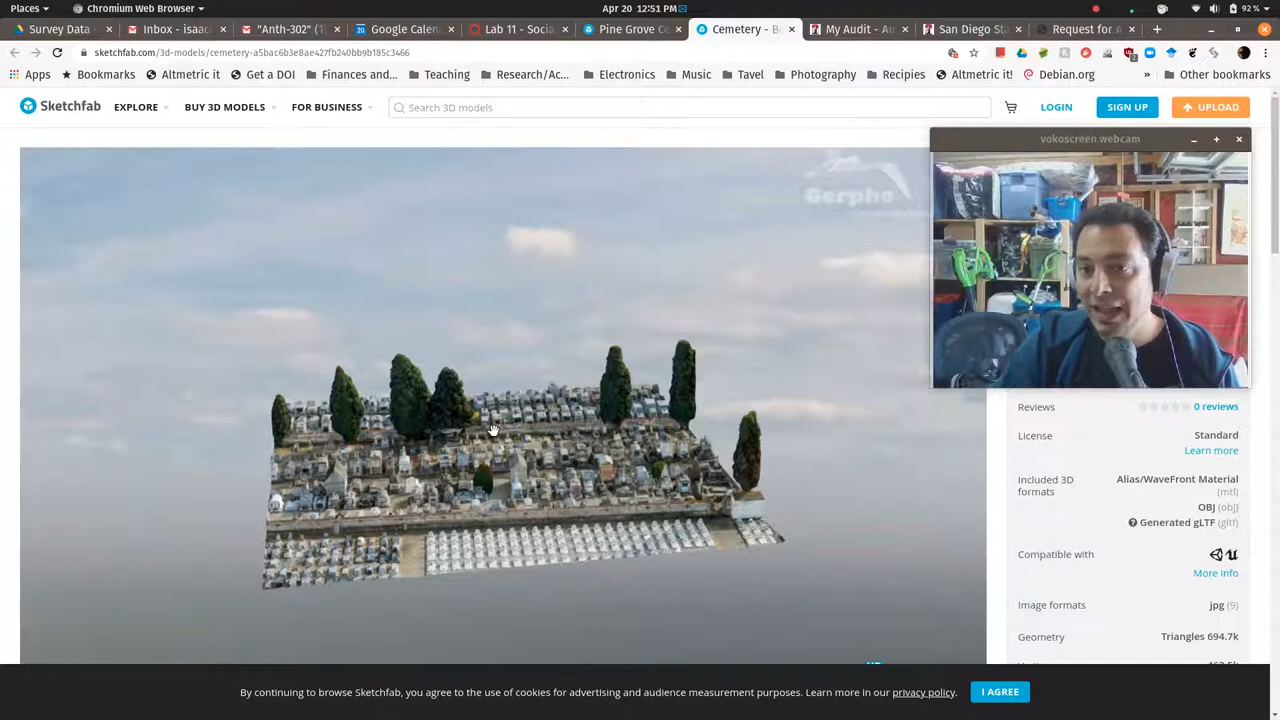 Places
Chromium Web Browser
Apr 20 12:51 PM
92 %
Survey Data -
Inbox - isaac
"Anth-302" (1)
Google Calen
Lab 11 - Socia
Pine Grove Ce
Cemetery - B
My Audit - Au
San Diego Sta
Request for A
sketchfab.com/3d-models/cemetery-a5bac6b3e8ae427fb240bb9b185c3466
Apps
Bookmarks
Altmetric it
Get a DOI
Finances and...
Teaching
Research/Ac...
Electronics
Music
Tavel
Photography
Recipies
Altmetric it!
Debian.org
»
Other bookmarks
Sketchfab
EXPLORE
BUY 3D MODELS
FOR BUSINESS
Search 3D models
LOGIN
SIGN UP
UPLOAD
vokoscreen webcam
Gerpho
Reviews
0 reviews
License
Standard
Learn more
Included 3D
formats
Alias/WaveFront Material
(mtl)
OBJ (obj)
Generated glTF (gltf)
Compatible with
More info
Image formats
jpg (9)
Geometry
Triangles 694.7k
By continuing to browse Sketchfab, you agree to the use of cookies for advertising and audience measurement purposes. Learn more in our privacy policy.
I AGREE